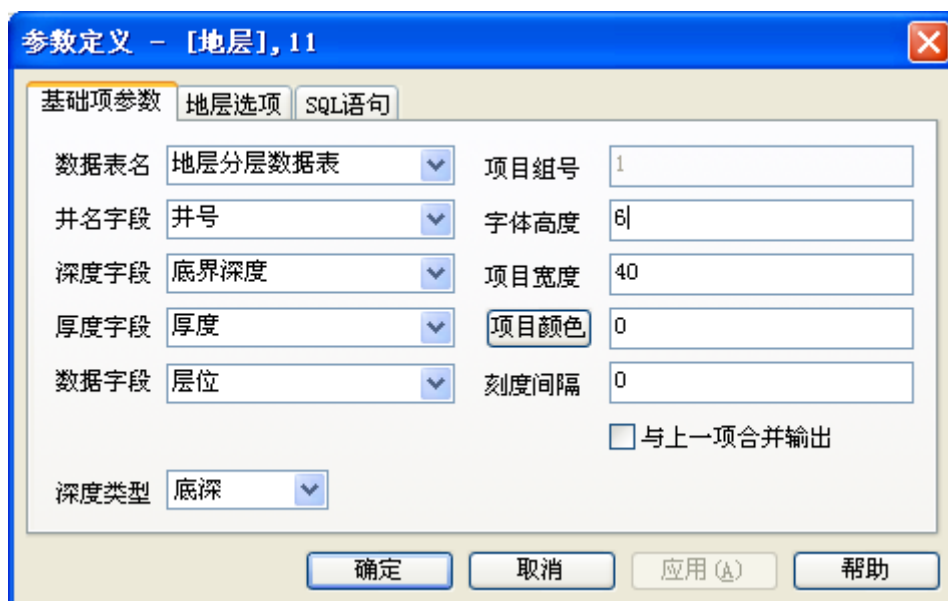 参数定义 - [地层],11
基础项参数 地层选项 SQL语句
数据表名 地层分层数据表 项目组号 1
井名字段 井号 字体高度 6
深度字段 底界深度 项目宽度 40
厚度字段 厚度 项目颜色 0
数据字段 层位 刻度间隔 0
与上一项合并输出
深度类型 底深
确定 取消 应用(A) 帮助